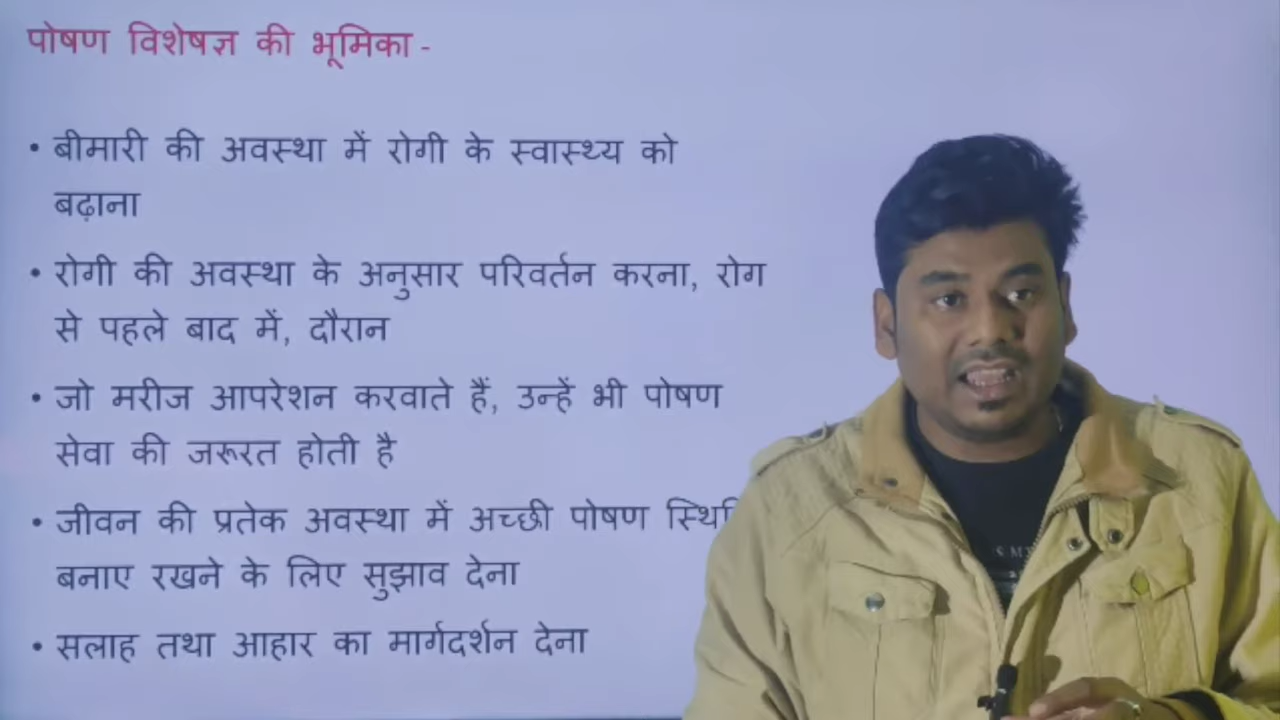 पोषण विशेषज्ञ की भूमिका -
• बीमारी की अवस्था में रोगी के स्वास्थ्य को
बढ़ाना
• रोगी की अवस्था के अनुसार परिवर्तन करना, रोग
से पहले बाद में, दौरान
• जो मरीज आपरेशन करवाते हैं, उन्हें भी पोषण
सेवा की जरूरत होती है
• जीवन की प्रतेक अवस्था में अच्छी पोषण
बनाए रखने के लिए सुझाव देना
• सलाह तथा आहार का मार्गदर्शन देना